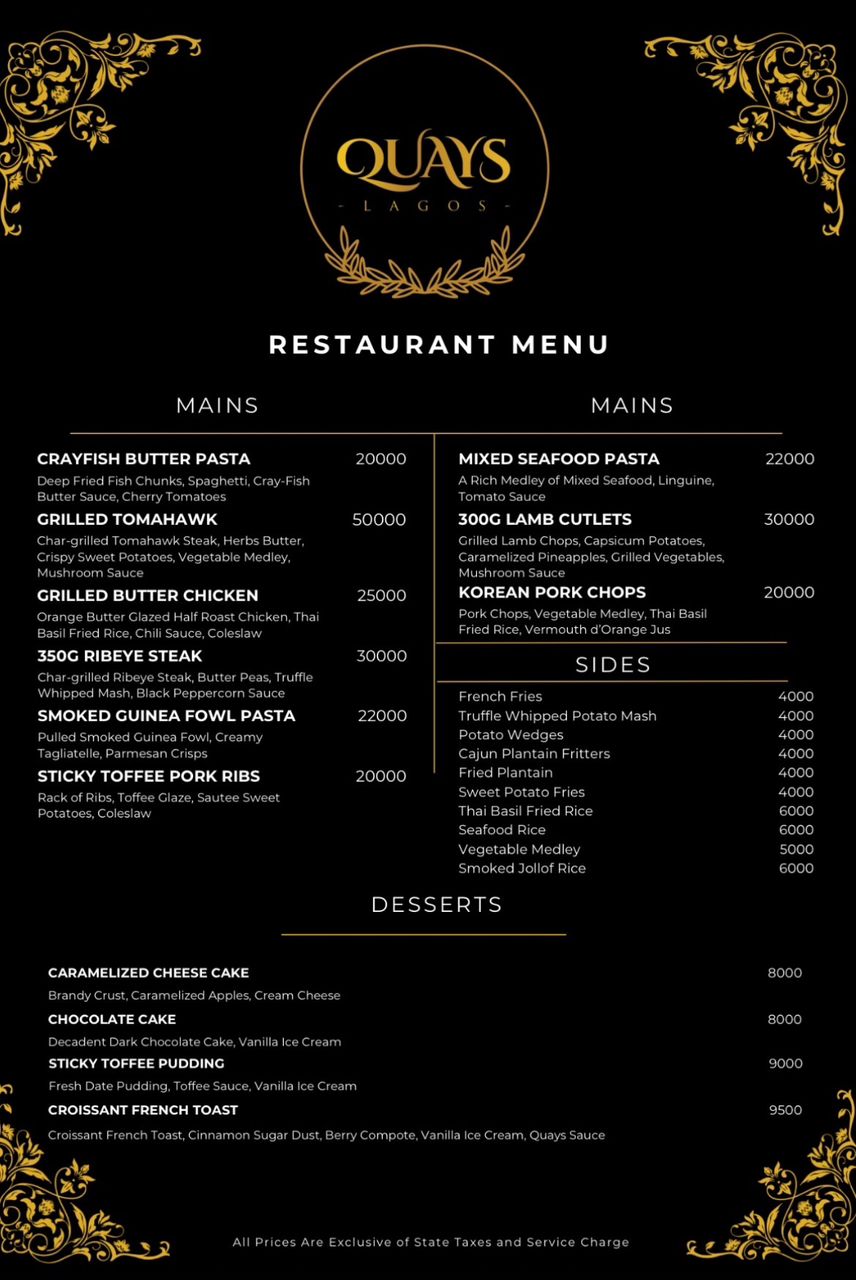 QUAYS
- LAGOS -
RESTAURANT MENU
MAINS
CRAYFISH BUTTER PASTA 20000
Deep Fried Fish Chunks, Spaghetti, Cray-Fish
Butter Sauce, Cherry Tomatoes
GRILLED TOMAHAWK 50000
Char-grilled Tomahawk Steak, Herbs Butter,
Crispy Sweet Potatoes, Vegetable Medley,
Mushroom Sauce
GRILLED BUTTER CHICKEN 25000
Orange Butter Glazed Half Roast Chicken, Thai
Basil Fried Rice, Chili Sauce, Coleslaw
350G RIBEYE STEAK 30000
Char-grilled Ribeye Steak, Butter Peas, Truffle
Whipped Mash, Black Peppercorn Sauce
SMOKED GUINEA FOWL PASTA 22000
Pulled Smoked Guinea Fowl, Creamy
Tagliatelle, Parmesan Crisps
STICKY TOFFEE PORK RIBS 20000
Rack of Ribs, Toffee Glaze, Sautee Sweet
Potatoes, Coleslaw
MAINS
MIXED SEAFOOD PASTA 22000
A Rich Medley of Mixed Seafood, Linguine,
Tomato Sauce
300G LAMB CUTLETS 30000
Grilled Lamb Chops, Capsicum Potatoes,
Caramelized Pineapples, Grilled Vegetables,
Mushroom Sauce
KOREAN PORK CHOPS 20000
Pork Chops, Vegetable Medley, Thai Basil
Fried Rice, Vermouth d'Orange Jus
SIDES
French Fries 4000
Truffle Whipped Potato Mash 4000
Potato Wedges 4000
Cajun Plantain Fritters 4000
Fried Plantain 4000
Sweet Potato Fries 4000
Thai Basil Fried Rice 6000
Seafood Rice 6000
Vegetable Medley 5000
Smoked Jollof Rice 6000
DESSERTS
CARAMELIZED CHEESE CAKE 8000
Brandy Crust, Caramelized Apples, Cream Cheese
CHOCOLATE CAKE 8000
Decadent Dark Chocolate Cake, Vanilla Ice Cream
STICKY TOFFEE PUDDING 9000
Fresh Date Pudding, Toffee Sauce, Vanilla Ice Cream
CROISSANT FRENCH TOAST 9500
Croissant French Toast, Cinnamon Sugar Dust, Berry Compote, Vanilla Ice Cream, Quays Sauce
All Prices Are Exclusive of State Taxes and Service Charge